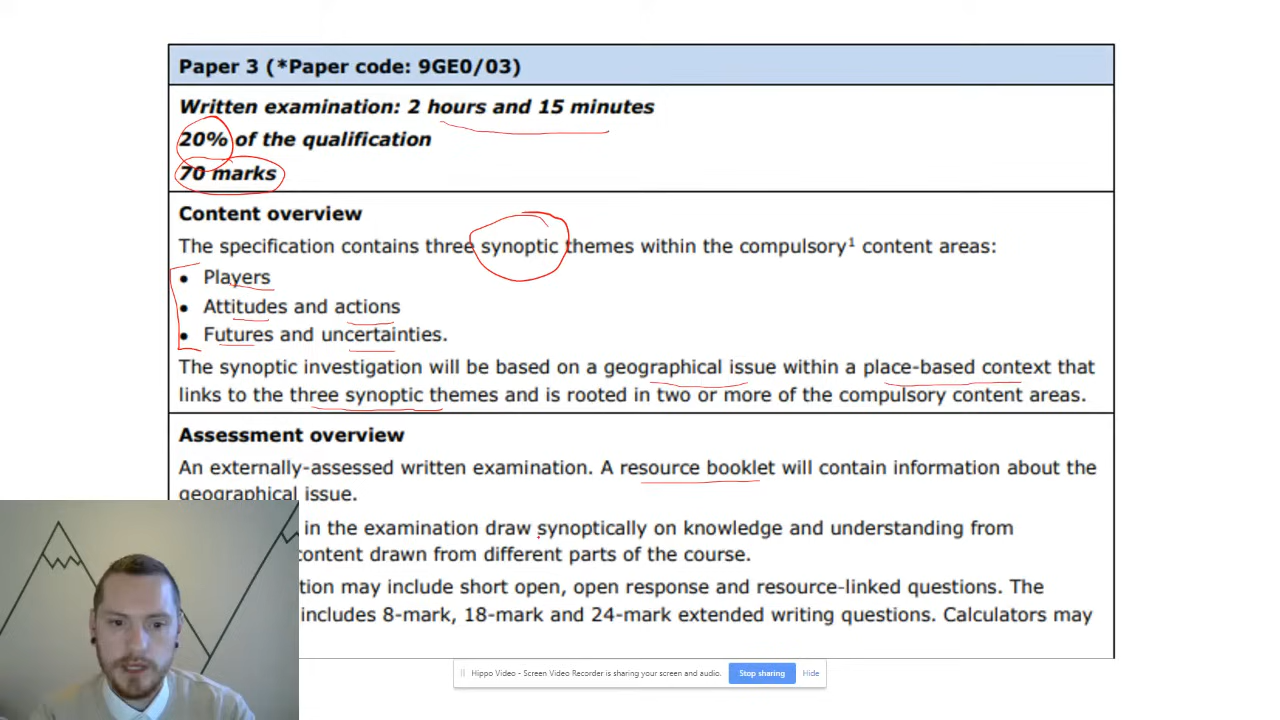 Paper 3 (*Paper code: 9GE0/03)
Written examination: 2 hours and 15 minutes
20% of the qualification
70 marks
Content overview
The specification contains three synoptic themes within the compulsory¹ content areas:
• Players
• Attitudes and actions
• Futures and uncertainties.
The synoptic investigation will be based on a geographical issue within a place-based context that
links to the three synoptic themes and is rooted in two or more of the compulsory content areas.
Assessment overview
An externally-assessed written examination. A resource booklet will contain information about the
geographical issue.
in the examination draw synoptically on knowledge and understanding from
content drawn from different parts of the course.
tion may include short open, open response and resource-linked questions. The
includes 8-mark, 18-mark and 24-mark extended writing questions. Calculators may
Hippo Video - Screen Video Recorder is sharing your screen and audio.
Stop sharing
Hide